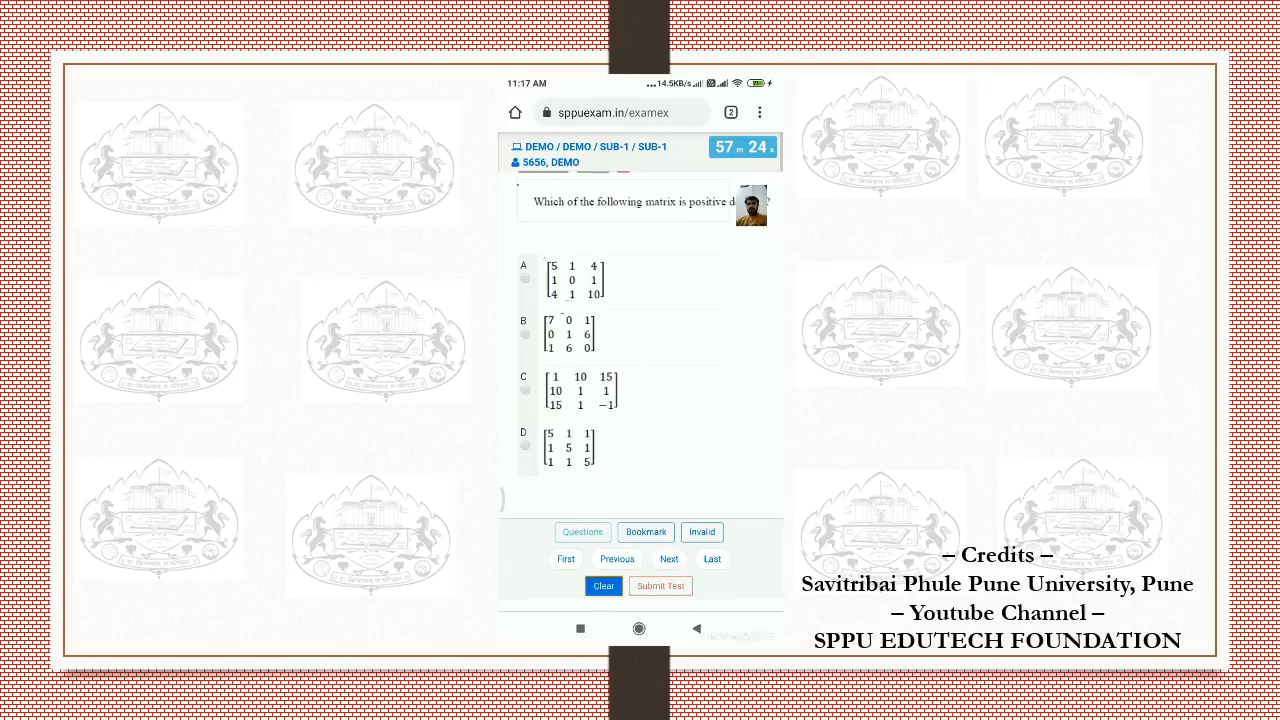 11:17 AM
14.5KB/s
sppuexam.in/examex
2
DEMO / DEMO / SUB-1 / SUB-1
57 m 24 s
5656, DEMO
Which of the following matrix is positive d
?
A
5 1 4
1 0 1
4 1 10
B
7 0 1
0 1 6
1 6 0
C
1 10 15
10 1 1
15 1 −1
D
5 1 1
1 5 1
1 1 5
Questions Bookmark Invalid
First Previous Next Last
Clear Submit Test
– Credits –
Savitribai Phule Pune University, Pune
– Youtube Channel –
SPPU EDUTECH FOUNDATION